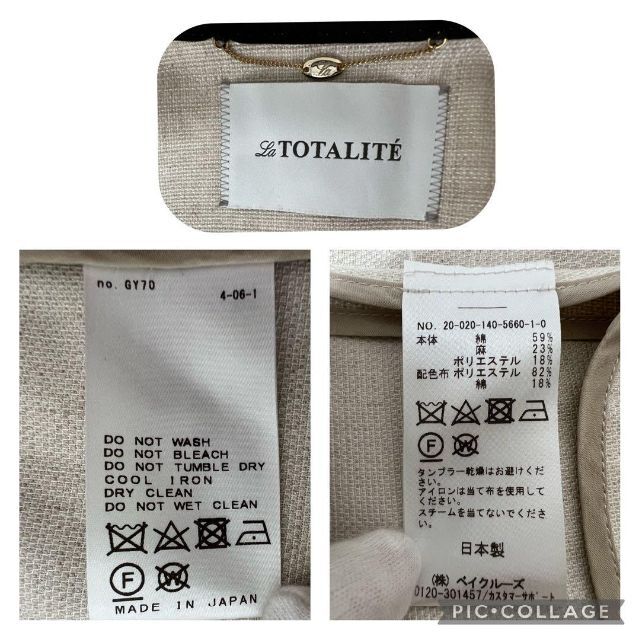 La
La TOTALITÉ
no. GY70
4-06-1
DO NOT WASH
DO NOT BLEACH
DO NOT TUMBLE DRY
COOL IRON
DRY CLEAN
DO NOT WET CLEAN
F W
MADE IN JAPAN
NO. 20-020-140-5660-1-0
本体 綿 59%
麻 23%
ポリエステル 18%
配色布 ポリエステル 82%
綿 18%
F W
タンブラー乾燥はお避けくださ
い。
アイロンは当て布を使用して
ください。
スチームを当てないでください。
日本製
(株) ベイクルーズ
0120-301457/カスタマーサポート
PIC•COLLAGE